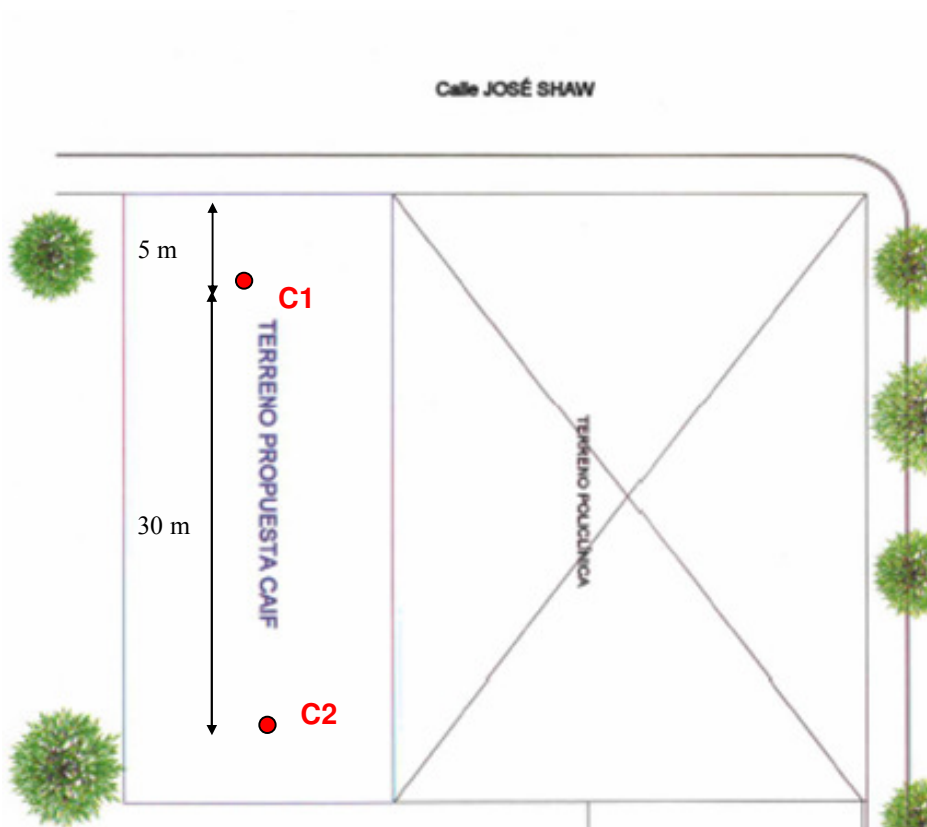 Calle JOSÉ SHAW
5 m
C1
TERRENO PROPUESTA CAIF
TERRENO POLICLÍNICA
30 m
C2